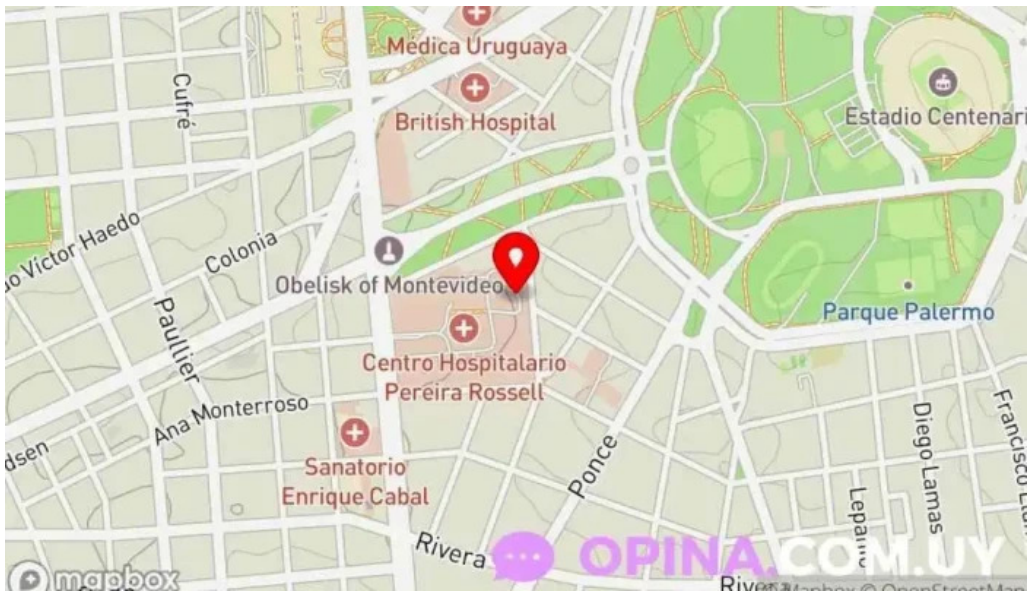 Medica Uruguaya
British Hospital
Cufré
Estadio Centenari
o Víctor Haedo
Colonia
Obelisk of Montevideo
Parque Palermo
Paullier
Centro Hospitalario
Pereira Rossell
Ana Monterroso
Sanatorio
Enrique Cabal
dsen
Ponce
Diego Lamas
Francisco
Rivera
OPINA.COM.UY
mapbox
Mapbox © OpenStreetMap